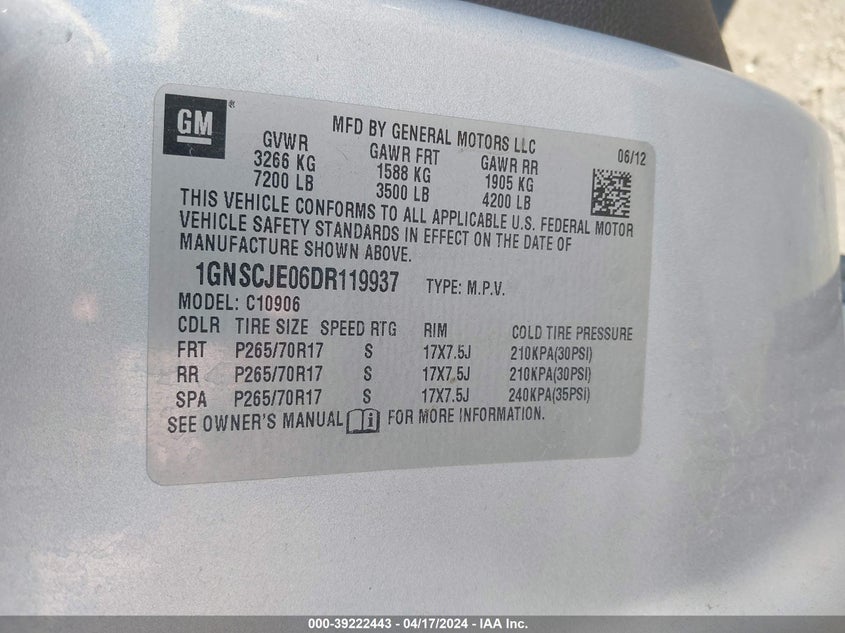 GM®
MFD BY GENERAL MOTORS LLC
06/12
GVWR GAWR FRT GAWR RR
3266 KG 1588 KG 1905 KG
7200 LB 3500 LB 4200 LB
THIS VEHICLE CONFORMS TO ALL APPLICABLE U.S. FEDERAL MOTOR
VEHICLE SAFETY STANDARDS IN EFFECT ON THE DATE OF
MANUFACTURE SHOWN ABOVE.
1GNSCJE06DR119937 TYPE: M.P.V.
MODEL: C10906
CDLR TIRE SIZE SPEED RTG RIM COLD TIRE PRESSURE
FRT P265/70R17 S 17X7.5J 210KPA(30PSI)
RR P265/70R17 S 17X7.5J 210KPA(30PSI)
SPA P265/70R17 S 17X7.5J 240KPA(35PSI)
SEE OWNER'S MANUAL i FOR MORE INFORMATION.
000-39222443 - 04/17/2024 - IAA Inc.